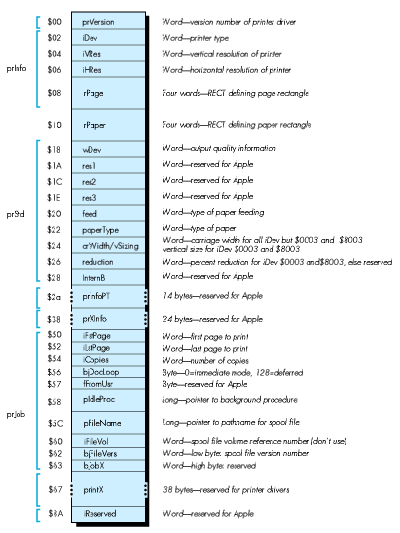 $00 prVersion Word—version number of printer driver
$02 iDev Word—printer type
$04 iVRes Word—vertical resolution of printer
prInfo $06 iHRes Word—horizontal resolution of printer
$08 rPage Four words—RECT defining page rectangle
$10 rPaper Four words—RECT defining paper rectangle
$18 wDev Word—output quality information
$1A res1 Word—reserved for Apple
$1C res2 Word—reserved for Apple
$1E res3 Word—reserved for Apple
prStl $20 feed Word—type of paper feeding
$22 paperType Word—type of paper
$24 crWidth/vSizing Word—carriage width for all iDev but $0003 and $8003
vertical size for iDev $0003 and $8003
$26 reduction Word—percent reduction for iDev $0003 and$8003, else reserved
$28 InternB Word—reserved for Apple
$2a prInfoPT 14 bytes—reserved for Apple
$38 prXInfo 24 bytes—reserved for Apple
$50 iFstPage Word—first page to print
$52 iLstPage Word—last page to print
$54 iCopies Word—number of copies
$56 bjDocLoop Byte—0=immediate mode, 128=deferred
$57 fFromUsr Byte—reserved for Apple
$58 pIdleProc Long—pointer to background procedure
prJob
$5C pFileName Long—pointer to pathname for spool file
$60 iFileVol Word—spool file volume reference number (don't use)
$62 bjFileVers Word—low byte: spool file version number
$63 bJobX Word—high byte: reserved
$67 printX 38 bytes—reserved for printer drivers
$8A iReserved Word—reserved for Apple